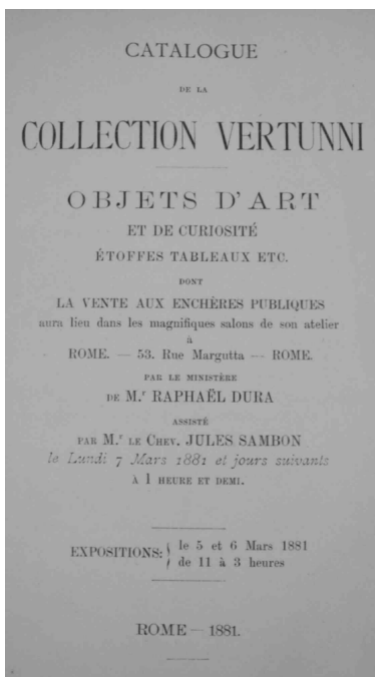 CATALOGUE
DE LA
COLLECTION VERTUNNI
OBJETS D'ART
ET DE CURIOSITÉ
ÉTOFFES TABLEAUX ETC.
DONT
LA VENTE AUX ENCHÈRES PUBLIQUES
aura lieu dans les magnifiques salons de son atelier
à
ROME. — 53. Rue Margutta — ROME.
PAR LE MINISTÈRE
DE M.r RAPHAËL DURA
ASSISTÉ
PAR M.r LE CHEV. JULES SAMBON
le Lundi 7 Mars 1881 et jours suivants
À 1 HEURE ET DEMI.
EXPOSITIONS: { le 5 et 6 Mars 1881
de 11 à 3 heures
ROME — 1881.